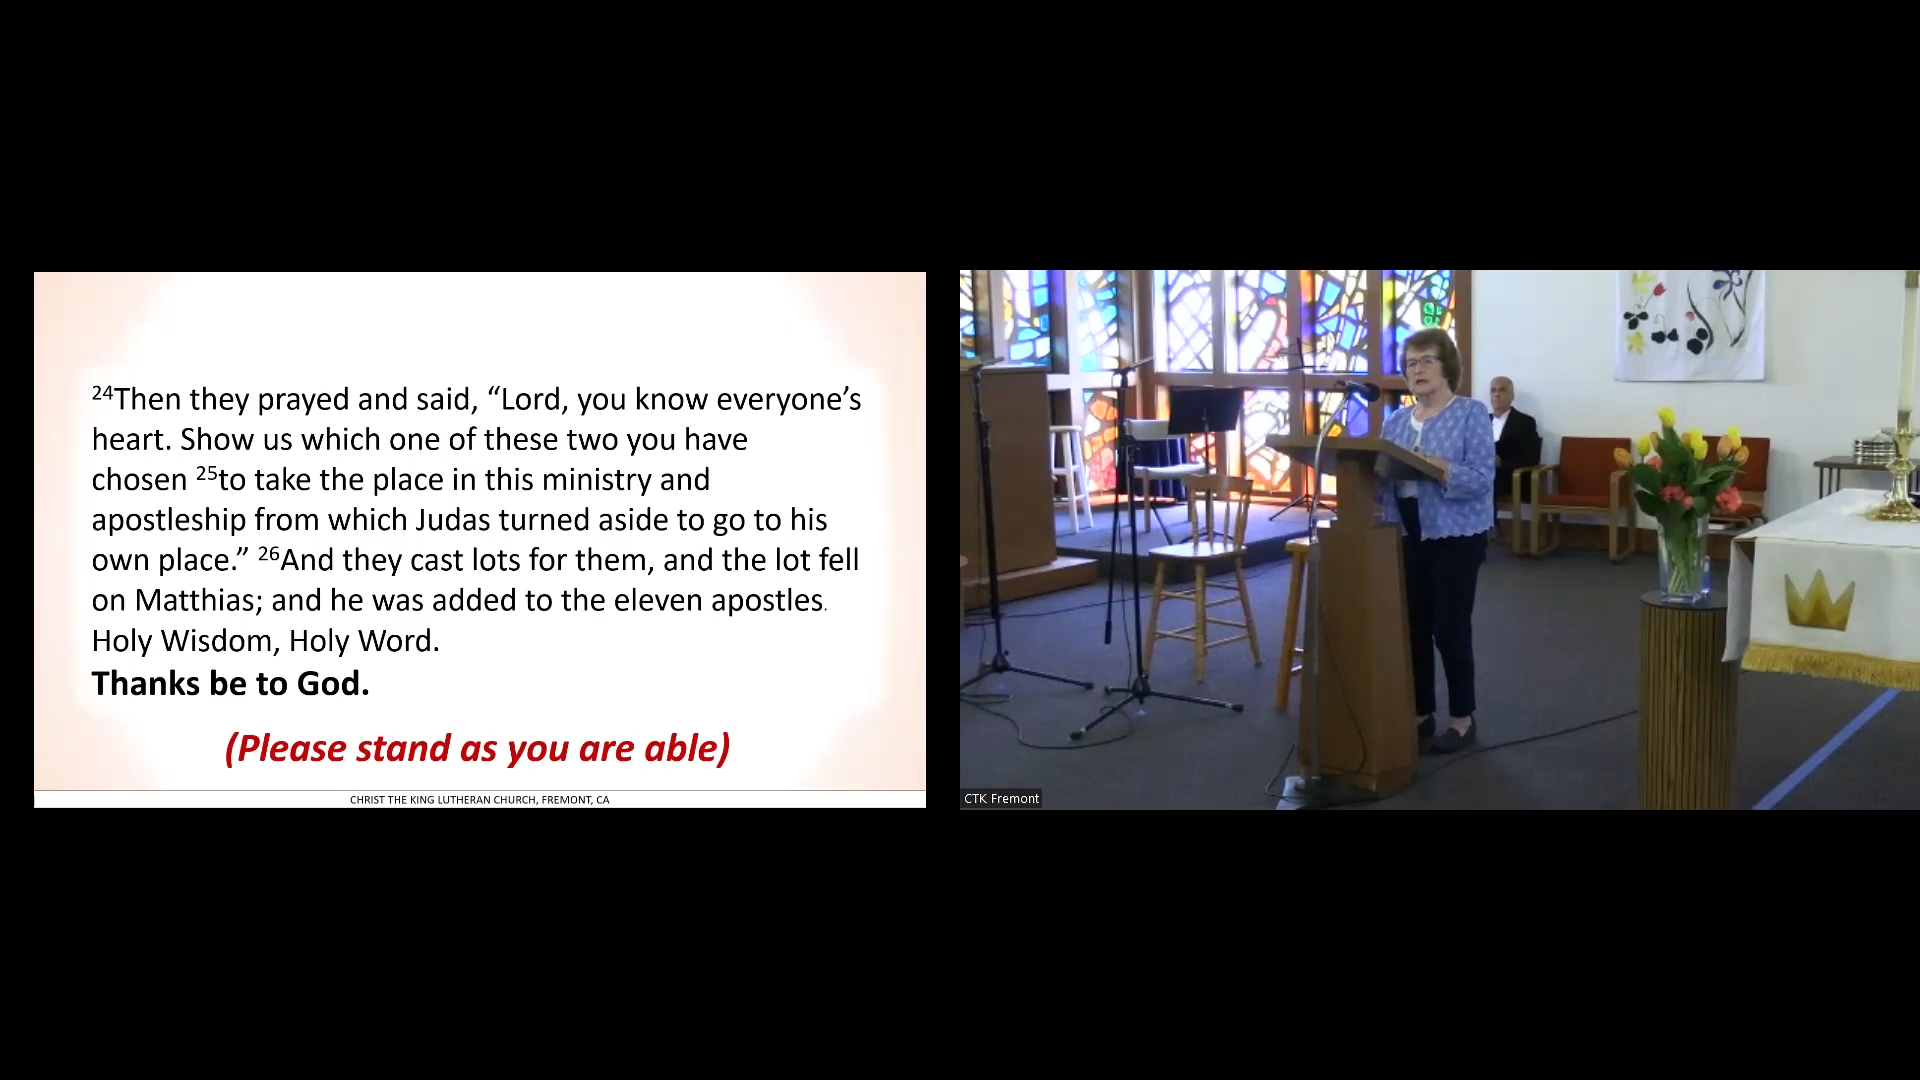 24Then they prayed and said, “Lord, you know everyone’s
heart. Show us which one of these two you have
chosen 25to take the place in this ministry and
apostleship from which Judas turned aside to go to his
own place.” 26And they cast lots for them, and the lot fell
on Matthias; and he was added to the eleven apostles.
Holy Wisdom, Holy Word.
Thanks be to God.
(Please stand as you are able)
CHRIST THE KING LUTHERAN CHURCH, FREMONT, CA
CTK Fremont